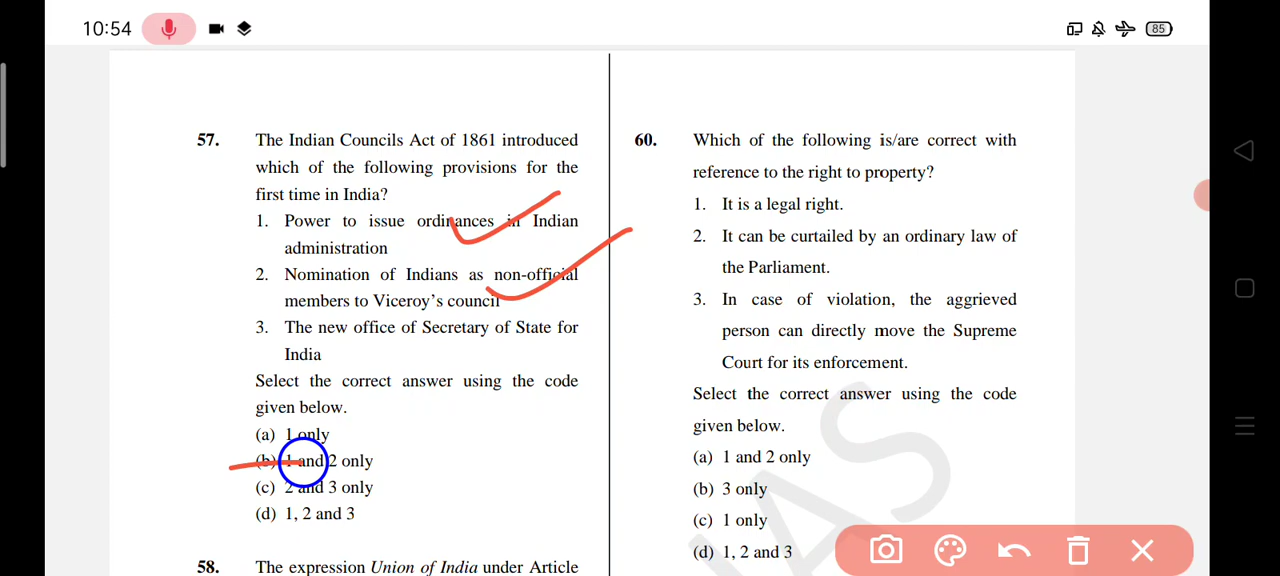 10:54
85
57. The Indian Councils Act of 1861 introduced
which of the following provisions for the
first time in India?
1. Power to issue ordinances in Indian
administration
2. Nomination of Indians as non-official
members to Viceroy's council
3. The new office of Secretary of State for
India
Select the correct answer using the code
given below.
(a) 1 only
(b) 1 and 2 only
(c) 2 and 3 only
(d) 1, 2 and 3
58. The expression Union of India under Article
60. Which of the following is/are correct with
reference to the right to property?
1. It is a legal right.
2. It can be curtailed by an ordinary law of
the Parliament.
3. In case of violation, the aggrieved
person can directly move the Supreme
Court for its enforcement.
Select the correct answer using the code
given below.
(a) 1 and 2 only
(b) 3 only
(c) 1 only
(d) 1, 2 and 3
IAS